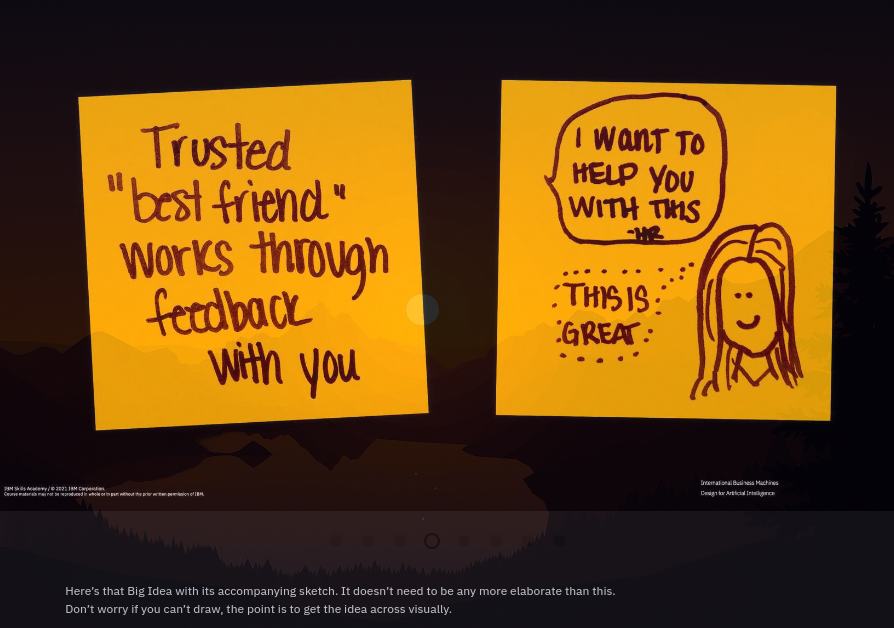 Trusted
"best friend"
works through
feedback
with you
I WANT TO
HELP YOU
WITH THIS
-HR
THIS IS
GREAT
IBM Skills Academy / © 2021 IBM Corporation.
Course materials may not be reproduced in whole or in part without the prior written permission of IBM.
International Business Machines
Design for Artificial Intelligence
Here's that Big Idea with its accompanying sketch. It doesn't need to be any more elaborate than this.
Don't worry if you can't draw, the point is to get the idea across visually.